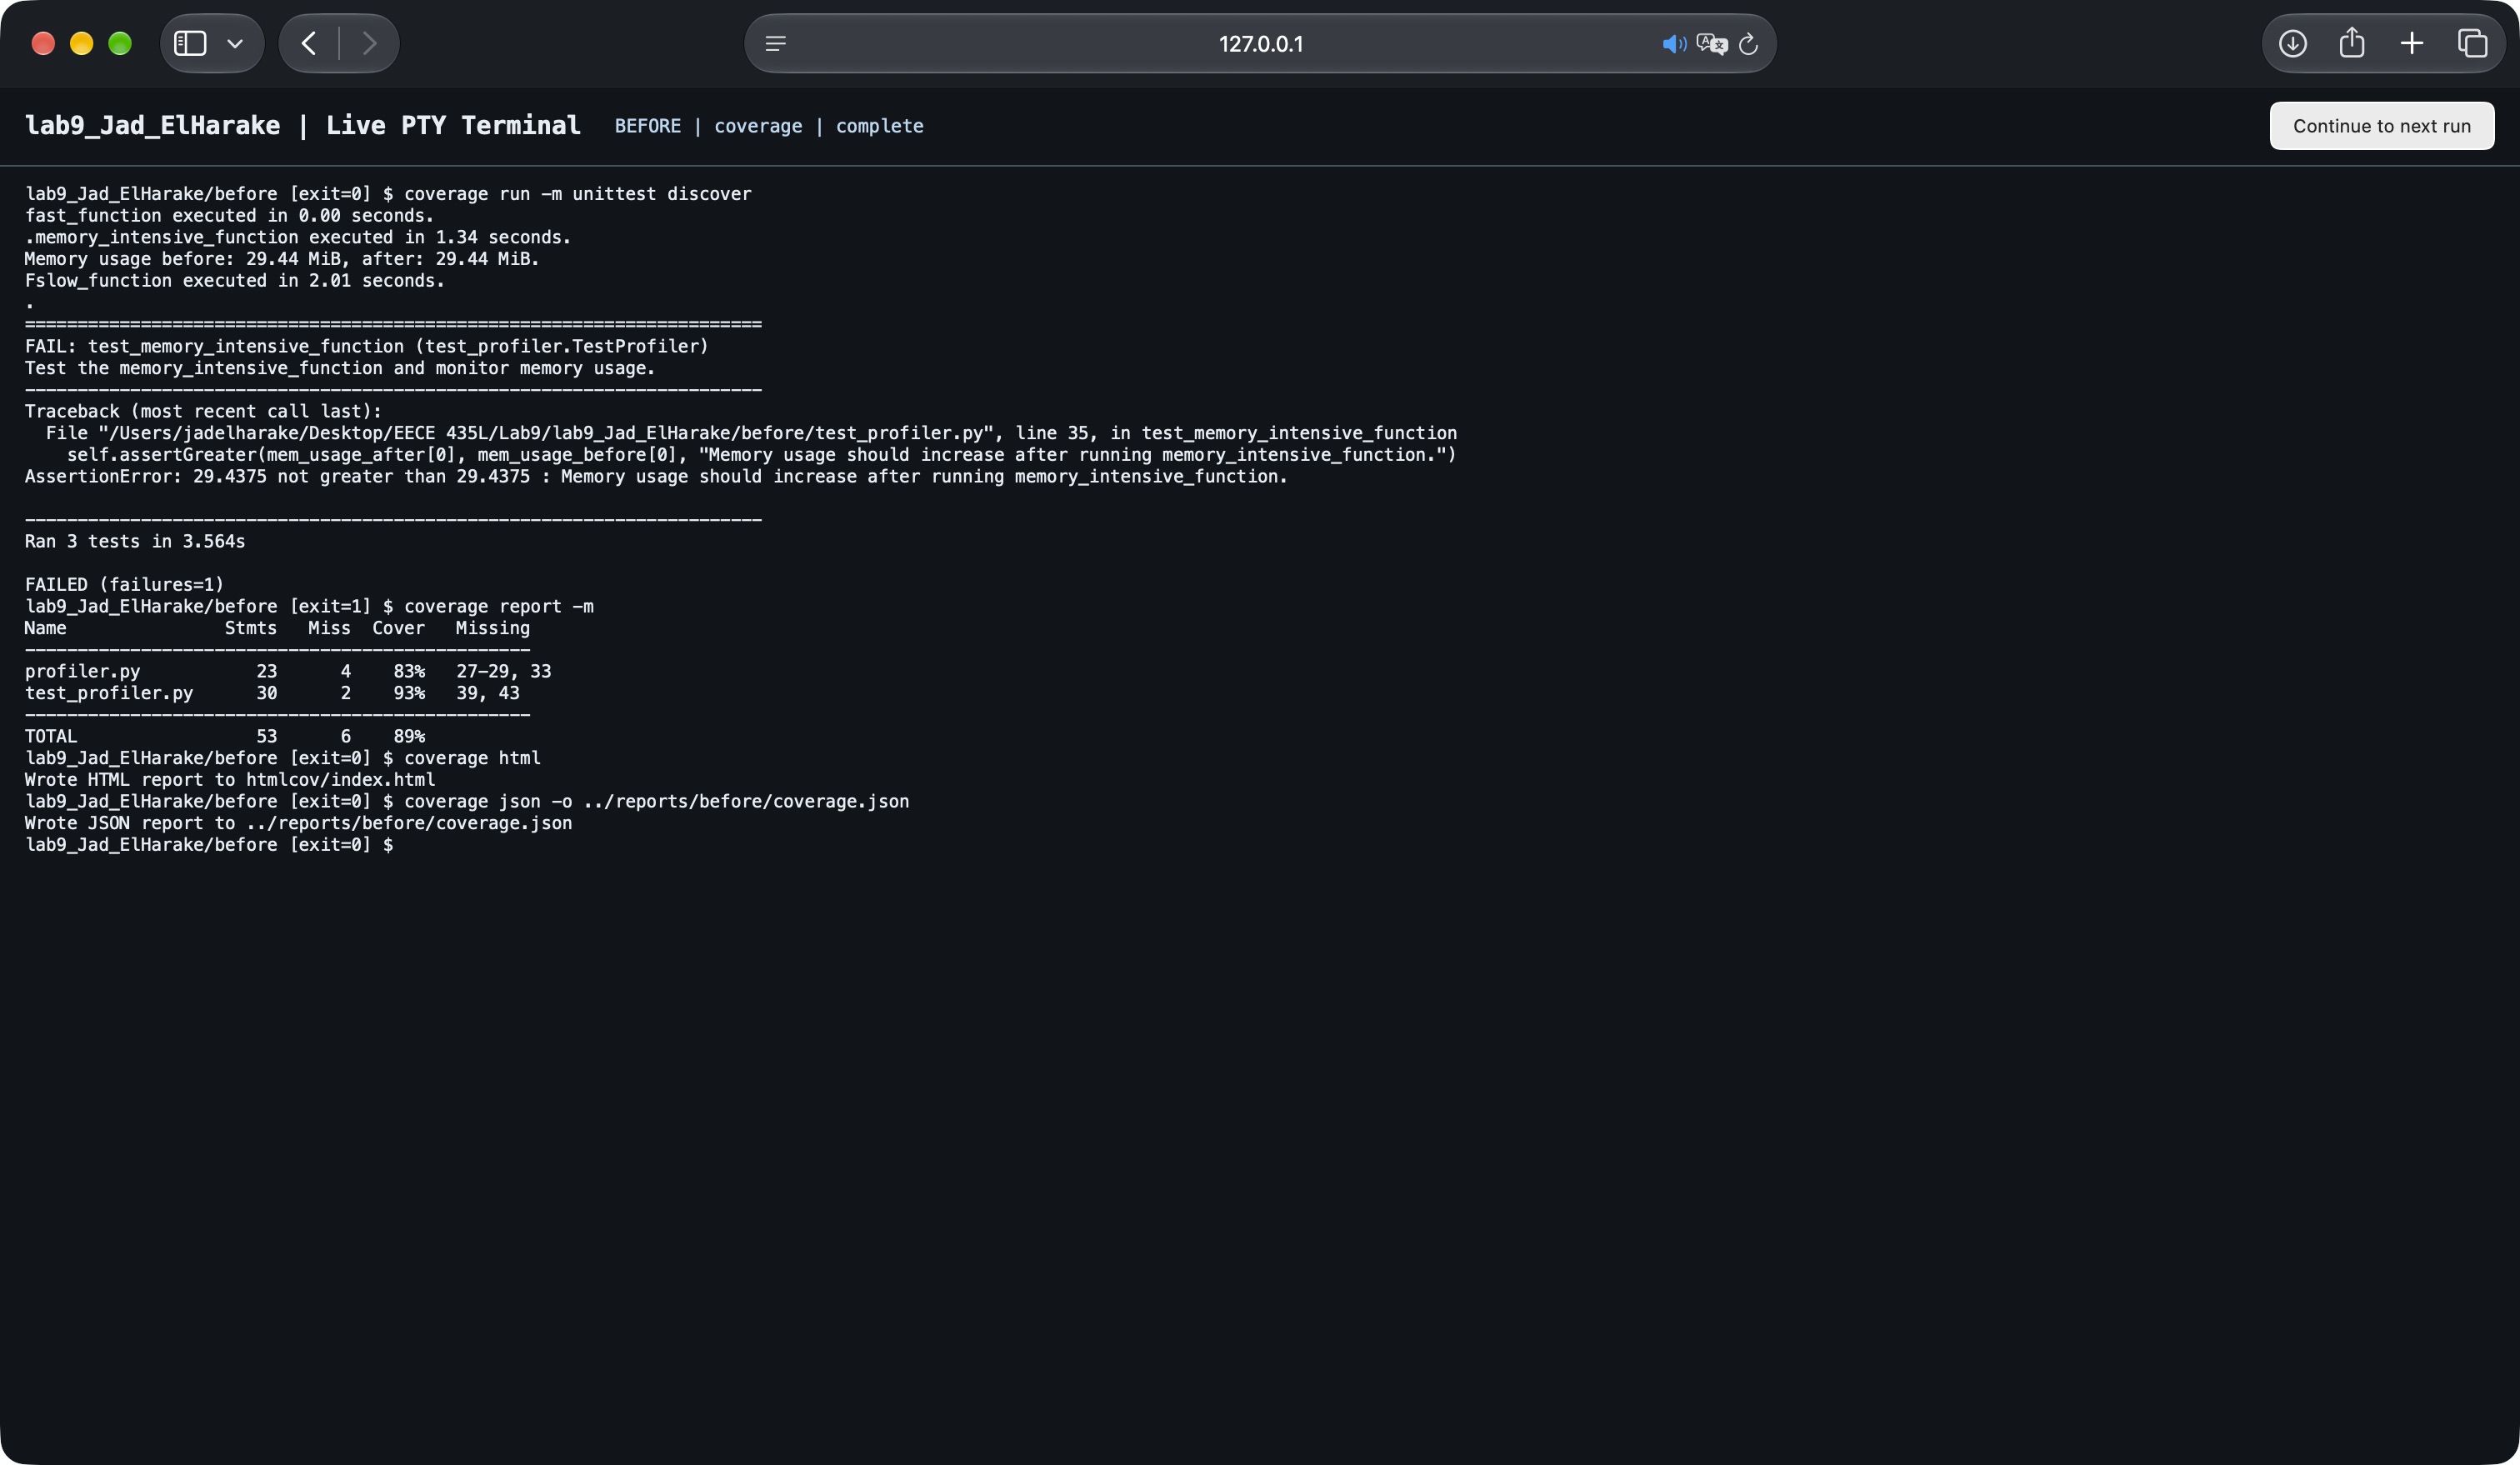 127.0.0.1
lab9_Jad_ElHarake | Live PTY Terminal BEFORE | coverage | complete
Continue to next run
lab9_Jad_ElHarake/before [exit=0] $ coverage run -m unittest discover
fast_function executed in 0.00 seconds.
.memory_intensive_function executed in 1.34 seconds.
Memory usage before: 29.44 MiB, after: 29.44 MiB.
Fslow_function executed in 2.01 seconds.
.
======================================================================
FAIL: test_memory_intensive_function (test_profiler.TestProfiler)
Test the memory_intensive_function and monitor memory usage.
----------------------------------------------------------------------
Traceback (most recent call last):
  File "/Users/jadelharake/Desktop/EECE 435L/Lab9/lab9_Jad_ElHarake/before/test_profiler.py", line 35, in test_memory_intensive_function
    self.assertGreater(mem_usage_after[0], mem_usage_before[0], "Memory usage should increase after running memory_intensive_function.")
AssertionError: 29.4375 not greater than 29.4375 : Memory usage should increase after running memory_intensive_function.
----------------------------------------------------------------------
Ran 3 tests in 3.564s
FAILED (failures=1)
lab9_Jad_ElHarake/before [exit=1] $ coverage report -m
Name               Stmts   Miss  Cover   Missing
------------------------------------------------
profiler.py           23      4    83%   27-29, 33
test_profiler.py      30      2    93%   39, 43
------------------------------------------------
TOTAL                 53      6    89%
lab9_Jad_ElHarake/before [exit=0] $ coverage html
Wrote HTML report to htmlcov/index.html
lab9_Jad_ElHarake/before [exit=0] $ coverage json -o ../reports/before/coverage.json
Wrote JSON report to ../reports/before/coverage.json
lab9_Jad_ElHarake/before [exit=0] $